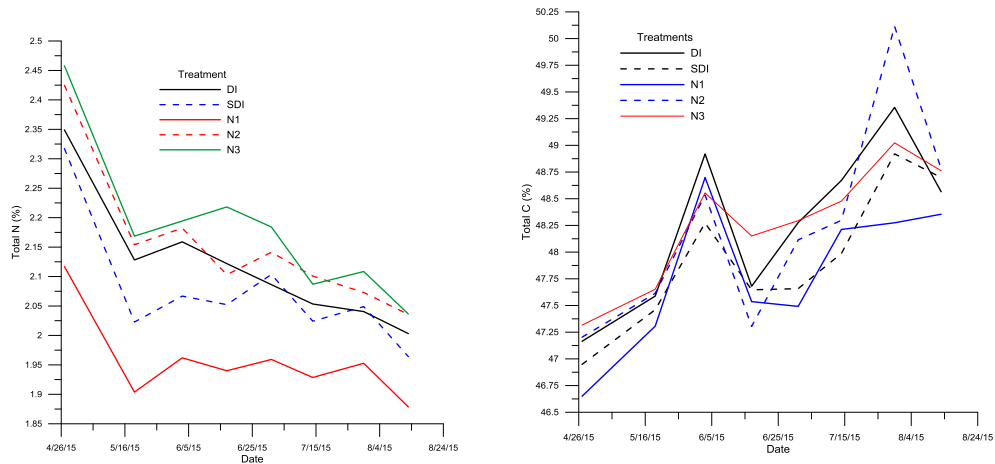 2.5
2.45
2.4
2.35
2.3
2.25
2.2
2.15
2.1
2.05
2
1.95
1.9
1.85
Total N (%)
Treatment
DI
SDI
N1
N2
N3
4/26/15 5/16/15 6/5/15 6/25/15 7/15/15 8/4/15 8/24/15
Date
50.25
50
49.75
49.5
49.25
49
48.75
48.5
48.25
48
47.75
47.5
47.25
47
46.75
46.5
Total C (%)
Treatments
DI
SDI
N1
N2
N3
4/26/15 5/16/15 6/5/15 6/25/15 7/15/15 8/4/15 8/24/15
Date